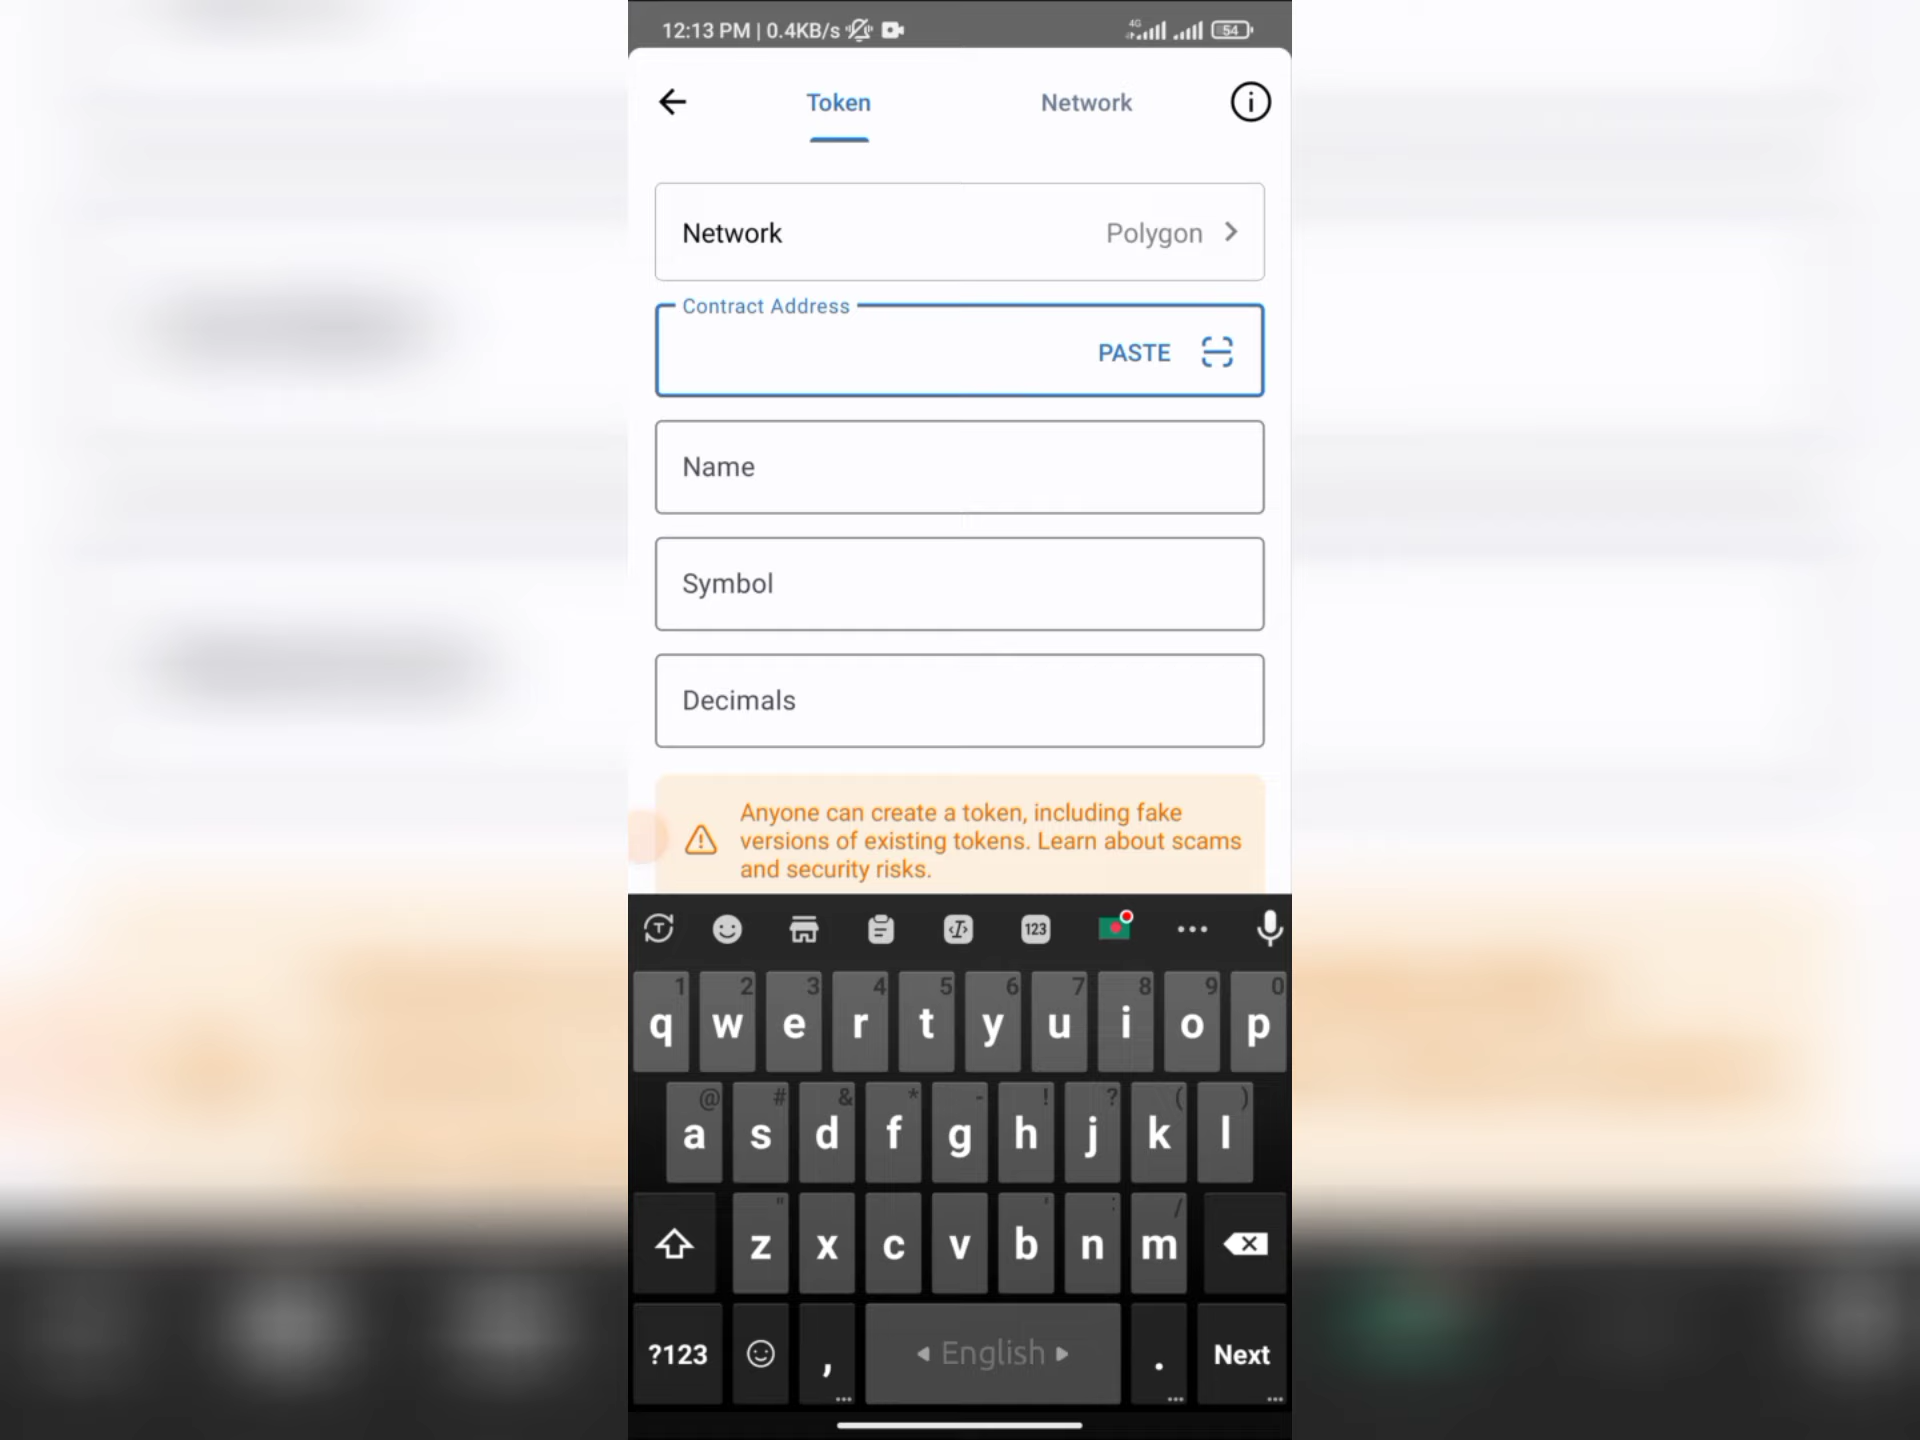 12:13 PM | 0.4KB/s 4G 54
Token Network
Network Polygon
Contract Address
PASTE
Name
Symbol
Decimals
Anyone can create a token, including fake
versions of existing tokens. Learn about scams
and security risks.
T 123
1 2 3 4 5 6 7 8 9 0
q w e r t y u i o p
@ # & * - ! ? ( )
a s d f g h j k l
" ' : /
z x c v b n m
?123 , English . Next